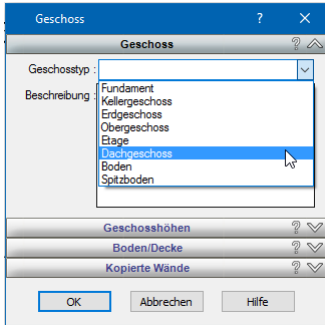 Geschoss ? ×
Geschoss ?
Geschosstyp :
Beschreibung :
Fundament
Kellergeschoss
Erdgeschoss
Obergeschoss
Etage
Dachgeschoss
Boden
Spitzboden
Geschosshöhen ?
Boden/Decke ?
Kopierte Wände ?
OK Abbrechen Hilfe